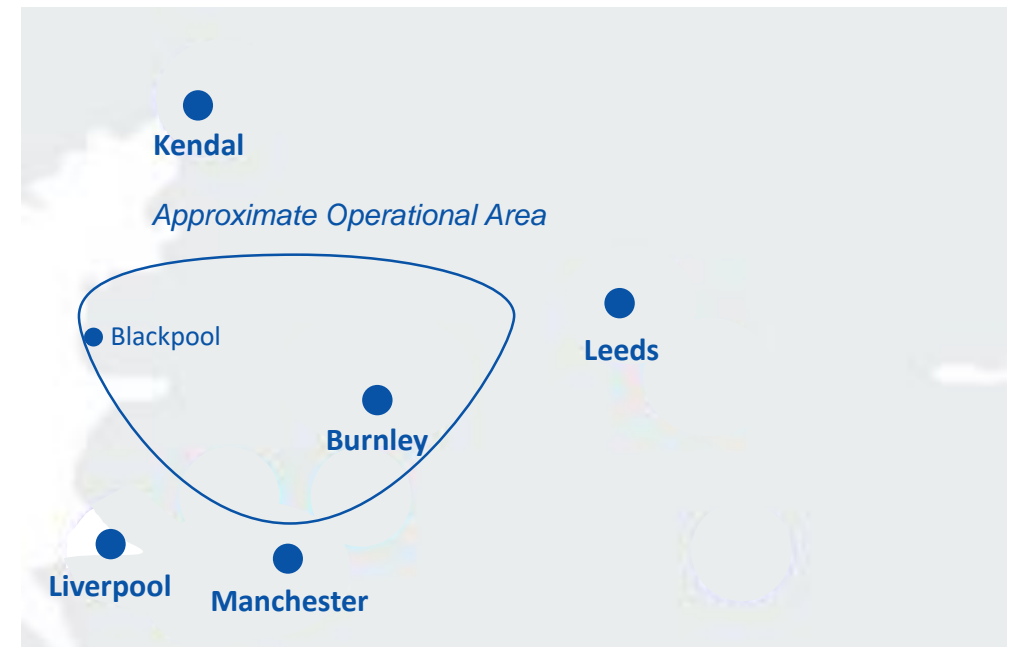 Kendal
Approximate Operational Area
Blackpool
Leeds
Burnley
Liverpool
Manchester